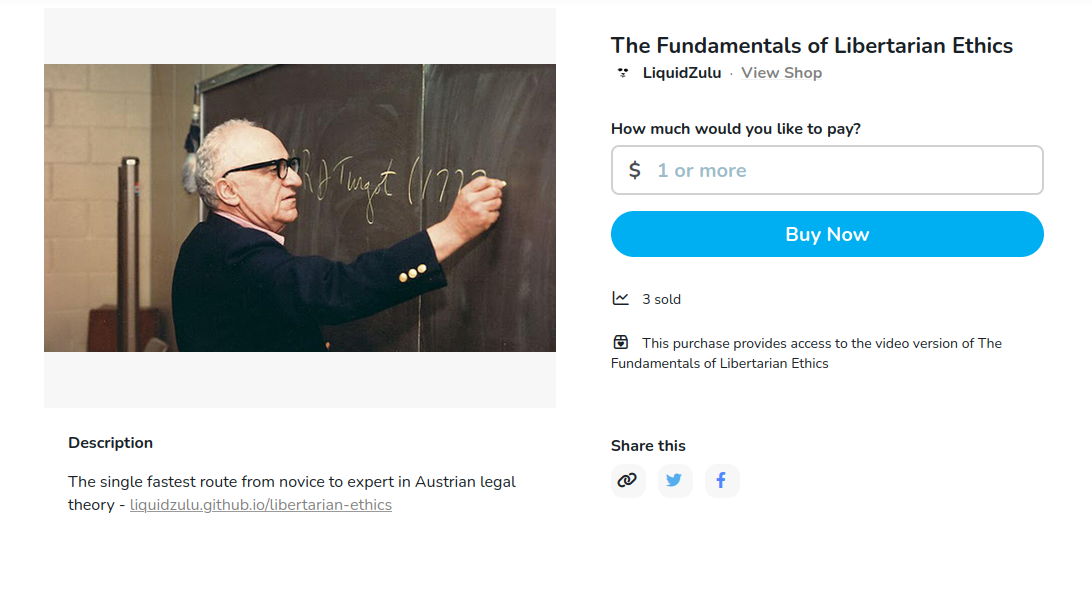 RJ Turgot (177
The Fundamentals of Libertarian Ethics
LiquidZulu · View Shop
How much would you like to pay?
$ 1 or more
Buy Now
3 sold
This purchase provides access to the video version of The
Fundamentals of Libertarian Ethics
Description
The single fastest route from novice to expert in Austrian legal
theory - liquidzulu.github.io/libertarian-ethics
Share this